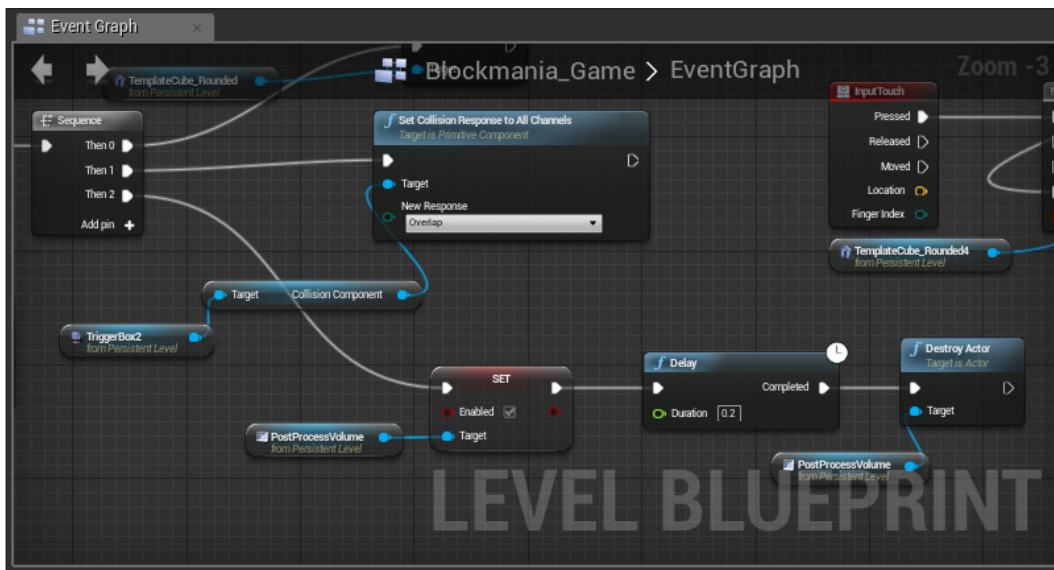 Event Graph
Blockmania_Game > EventGraph
Zoom -3
TemplateCube_Rounded
from Persistent Level
Target
Sequence
Then 0
Then 1
Then 2
Add pin +
Set Collision Response to All Channels
Target is Primitive Component
Target
New Response
Overlap
InputTouch
Pressed
Released
Moved
Location
Finger Index
TemplateCube_Rounded4
from Persistent Level
Target Collision Component
TriggerBox2
from Persistent Level
SET
Enabled
Target
PostProcessVolume
from Persistent Level
Delay
Completed
Duration 0.2
Destroy Actor
Target is Actor
Target
PostProcessVolume
from Persistent Level
LEVEL BLUEPRINT